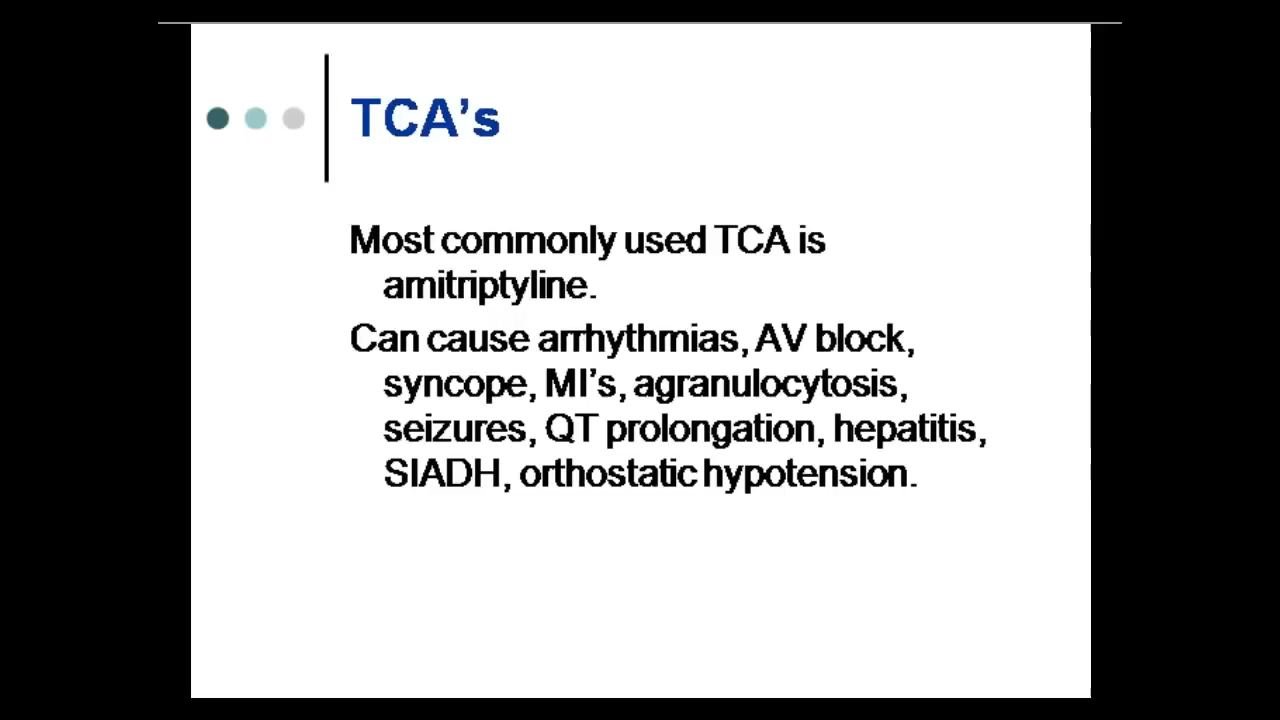 TCA’s
Most commonly used TCA is
amitriptyline.
Can cause arrhythmias, AV block,
syncope, MI’s, agranulocytosis,
seizures, QT prolongation, hepatitis,
SIADH, orthostatic hypotension.